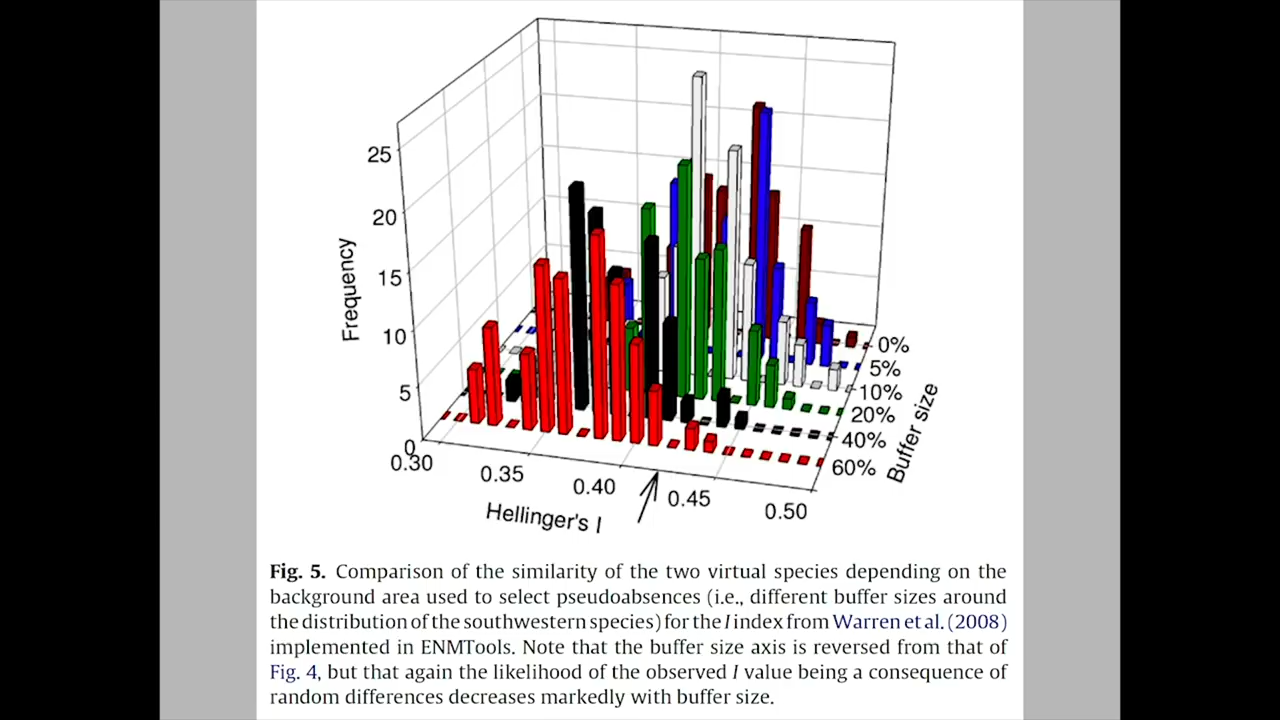 25
20
15
10
5
0
Frequency
0.30
0.35
0.40
0.45
0.50
Hellinger's I
0%
5%
10%
20%
40%
60%
Buffer size
Fig. 5. Comparison of the similarity of the two virtual species depending on the
background area used to select pseudoabsences (i.e., different buffer sizes around
the distribution of the southwestern species) for the I index from Warren et al. (2008)
implemented in ENMTools. Note that the buffer size axis is reversed from that of
Fig. 4, but that again the likelihood of the observed I value being a consequence of
random differences decreases markedly with buffer size.